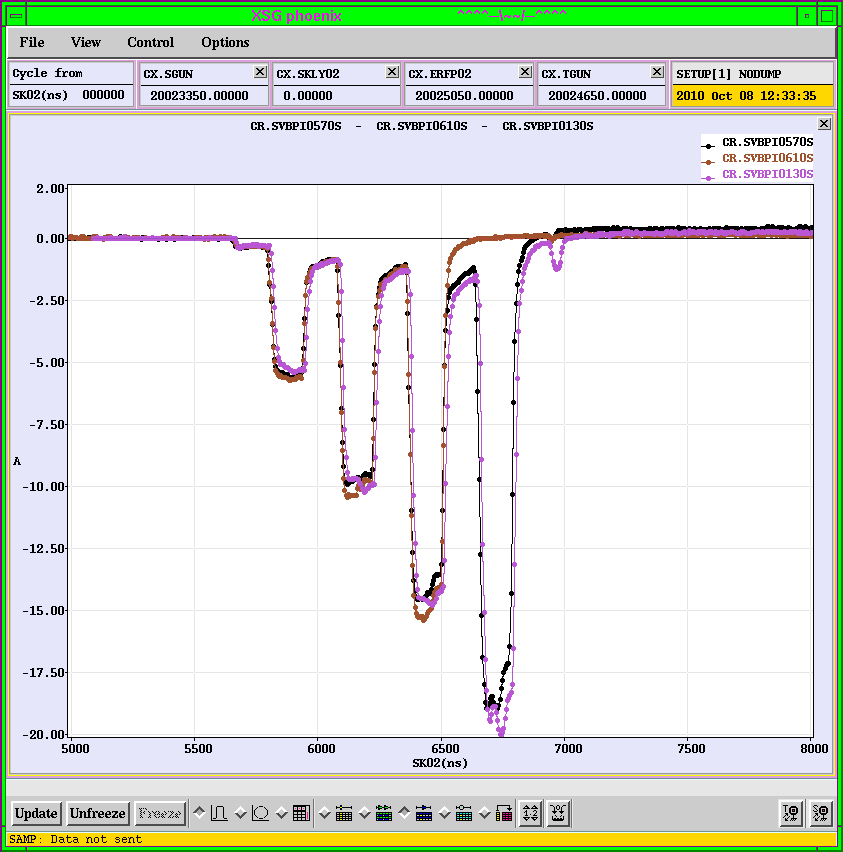 XSG phoenix ^^^^--\~~/--^^^^
File View Control Options
Cycle from
SK02(ns) 000000
CX.SGUN
20023350.00000
CX.SKLY02
0.00000
CX.ERFP02
20025050.00000
CX.TGUN
20024650.00000
SETUP[1] NODUMP
2010 Oct 08 12:33:35
CR.SVBPI0570S - CR.SVBPI0610S - CR.SVBPI0130S
CR.SVBPI0570S
CR.SVBPI0610S
CR.SVBPI0130S
2.00
0.00
-2.50
-5.00
-7.50
A
-10.00
-12.50
-15.00
-17.50
-20.00
5000 5500 6000 6500 7000 7500 8000
SK02(ns)
Update Unfreeze Freeze
SAMP: Data not sent